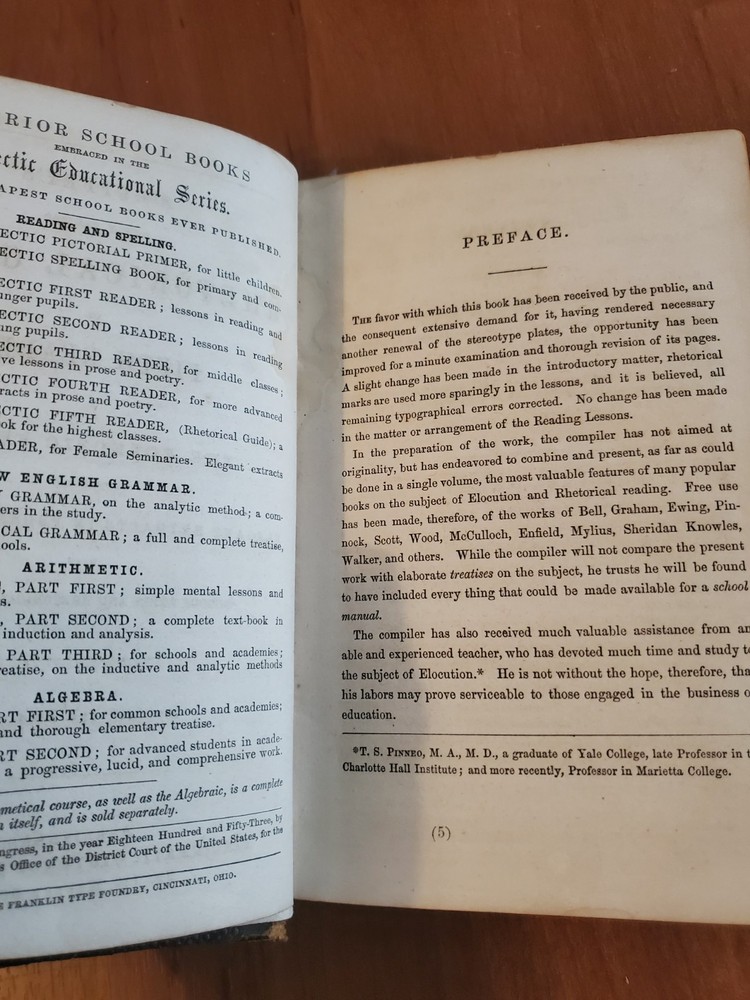 RIOR SCHOOL BOOKS
EMBRACED IN THE
ectic Educational Series.
APEST SCHOOL BOOKS EVER PUBLISHED.
READING AND SPELLING.
ECTIC PICTORIAL PRIMER, for little children.
ECTIC SPELLING BOOK, for primary and com-
ECTIC FIRST READER; lessons in reading and
unger pupils.
ECTIC SECOND READER; lessons in reading
ng pupils.
ECTIC THIRD READER, for middle classes;
ve lessons in prose and poetry.
CTIC FOURTH READER, for more advanced
racts in prose and poetry.
CTIC FIFTH READER, (Rhetorical Guide); a
ook for the highest classes.
ADER, for Female Seminaries. Elegant extracts
W ENGLISH GRAMMAR.
GRAMMAR, on the analytic method; a com-
ers in the study.
CAL GRAMMAR; a full and complete treatise,
ools.
ARITHMETIC.
, PART FIRST; simple mental lessons and
s.
, PART SECOND; a complete text-book in
induction and analysis.
PART THIRD; for schools and academies;
reatise, on the inductive and analytic methods
ALGEBRA.
RT FIRST; for common schools and academies;
and thorough elementary treatise.
RT SECOND; for advanced students in acade-
a progressive, lucid, and comprehensive work.
metical course, as well as the Algebraic, is a complete
n itself, and is sold separately.
ngress, in the year Eighteen Hundred and Fifty-Three, by
s Office of the District Court of the United States, for the
E FRANKLIN TYPE FOUNDRY, CINCINNATI, OHIO.
PREFACE.
THE favor with which this book has been received by the public, and
the consequent extensive demand for it, having rendered necessary
another renewal of the stereotype plates, the opportunity has been
improved for a minute examination and thorough revision of its pages.
A slight change has been made in the introductory matter, rhetorical
marks are used more sparingly in the lessons, and it is believed, all
remaining typographical errors corrected. No change has been made
in the matter or arrangement of the Reading Lessons.
In the preparation of the work, the compiler has not aimed at
originality, but has endeavored to combine and present, as far as could
be done in a single volume, the most valuable features of many popular
books on the subject of Elocution and Rhetorical reading. Free use
has been made, therefore, of the works of Bell, Graham, Ewing, Pin-
nock, Scott, Wood, McCulloch, Enfield, Mylius, Sheridan Knowles,
Walker, and others. While the compiler will not compare the present
work with elaborate treatises on the subject, he trusts he will be found
to have included every thing that could be made available for a school
manual.
The compiler has also received much valuable assistance from an
able and experienced teacher, who has devoted much time and study to
the subject of Elocution.* He is not without the hope, therefore, tha
his labors may prove serviceable to those engaged in the business o
education.
*T. S. PINNEO, M. A., M. D., a graduate of Yale College, late Professor in t
Charlotte Hall Institute; and more recently, Professor in Marietta College.
(5)